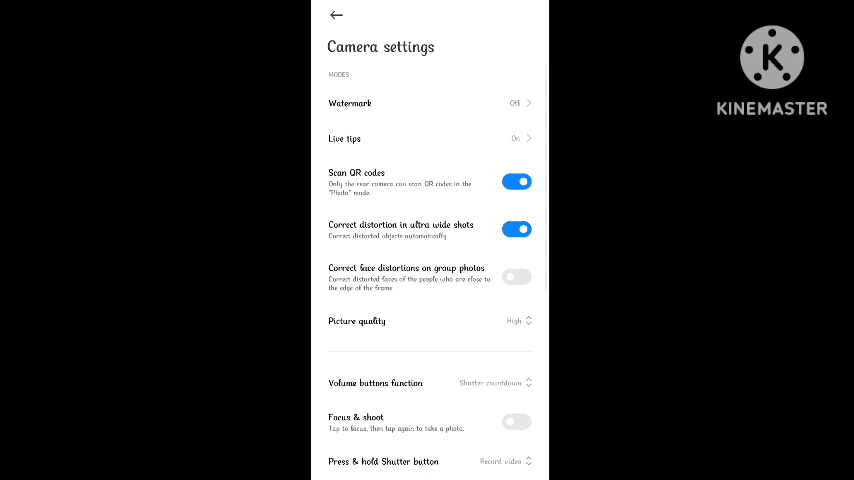 Camera settings
MODES
Watermark
Off
Live tips
On
Scan QR codes
Only the rear camera can scan QR codes in the
"Photo" mode.
Correct distortion in ultra wide shots
Correct distorted objects automatically
Correct face distortions on group photos
Correct distorted faces of the people who are close to
the edge of the frame
Picture quality
High
Volume buttons function
Shutter countdown
Focus & shoot
Tap to focus, then tap again to take a photo.
Press & hold Shutter button
Record video
K
KINEMASTER